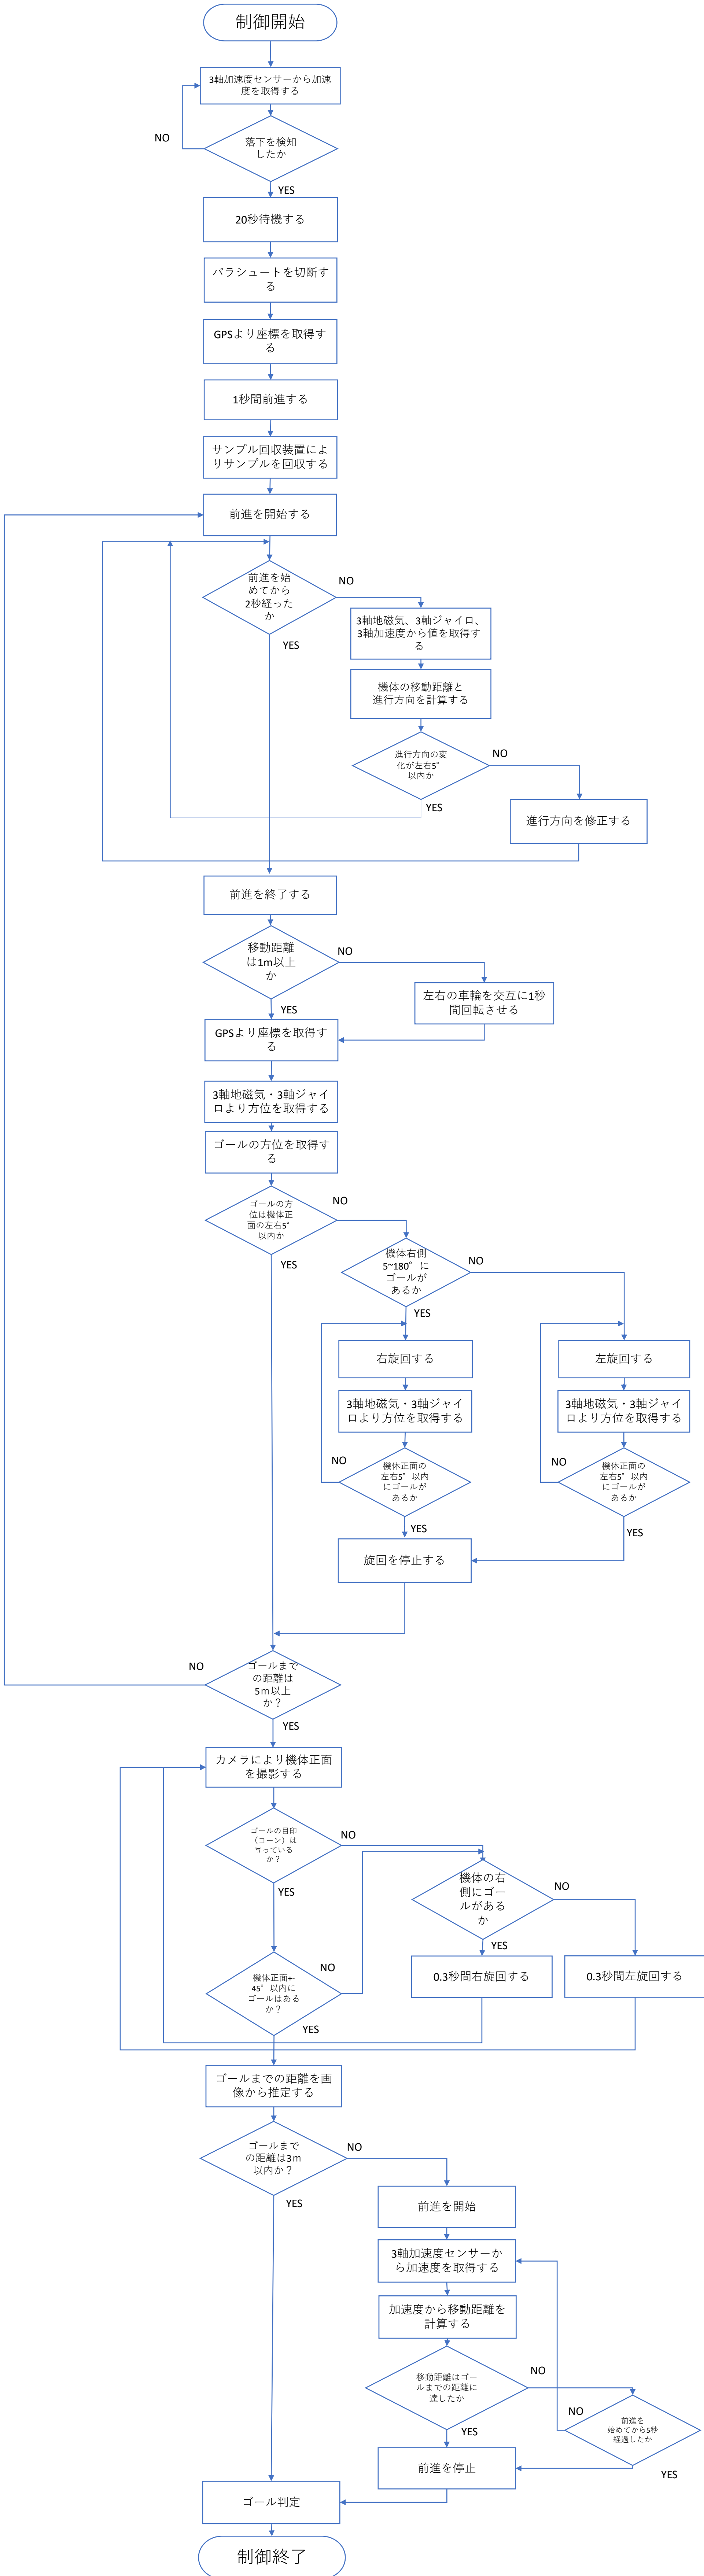 制御開始
3軸加速度センサーから加速
度を取得する
NO
落下を検知
したか
YES
20秒待機する
パラシュートを切断す
る
GPSより座標を取得す
る
1秒間前進する
サンプル回収装置によ
りサンプルを回収する
前進を開始する
前進を始
めてから
2秒経った
か
NO
YES
3軸地磁気、3軸ジャイロ、
3軸加速度から値を取得す
る
機体の移動距離と
進行方向を計算する
進行方向の変
化が左右5°
以内か
NO
YES
進行方向を修正する
前進を終了する
移動距離
は1m以上
か
NO
YES
左右の車輪を交互に1秒
間回転させる
GPSより座標を取得す
る
3軸地磁気・3軸ジャイ
ロより方位を取得する
ゴールの方位を取得す
る
ゴールの方
位は機体正
面の左右5°
以内か
NO
YES
機体右側
5~180°に
ゴールが
あるか
NO
YES
右旋回する
左旋回する
3軸地磁気・3軸ジャイ
ロより方位を取得する
3軸地磁気・3軸ジャイ
ロより方位を取得する
NO
機体正面の
左右5°以内
にゴールが
あるか
NO
機体正面の
左右5°以内
にゴールが
あるか
YES
YES
旋回を停止する
NO
ゴールまで
の距離は
5m以上
か?
YES
カメラにより機体正面
を撮影する
ゴールの目印
(コーン)は
写っている
か?
NO
YES
機体の右
側にゴー
ルがある
か
NO
YES
機体正面+-
45°以内に
ゴールはある
か?
NO
YES
0.3秒間右旋回する
0.3秒間左旋回する
ゴールまでの距離を画
像から推定する
ゴールまで
の距離は3m
以内か?
NO
YES
前進を開始
3軸加速度センサーか
ら加速度を取得する
加速度から移動距離を
計算する
移動距離はゴー
ルまでの距離に
達したか
NO
YES
NO
前進を
始めてから5秒
経過したか
YES
前進を停止
ゴール判定
制御終了